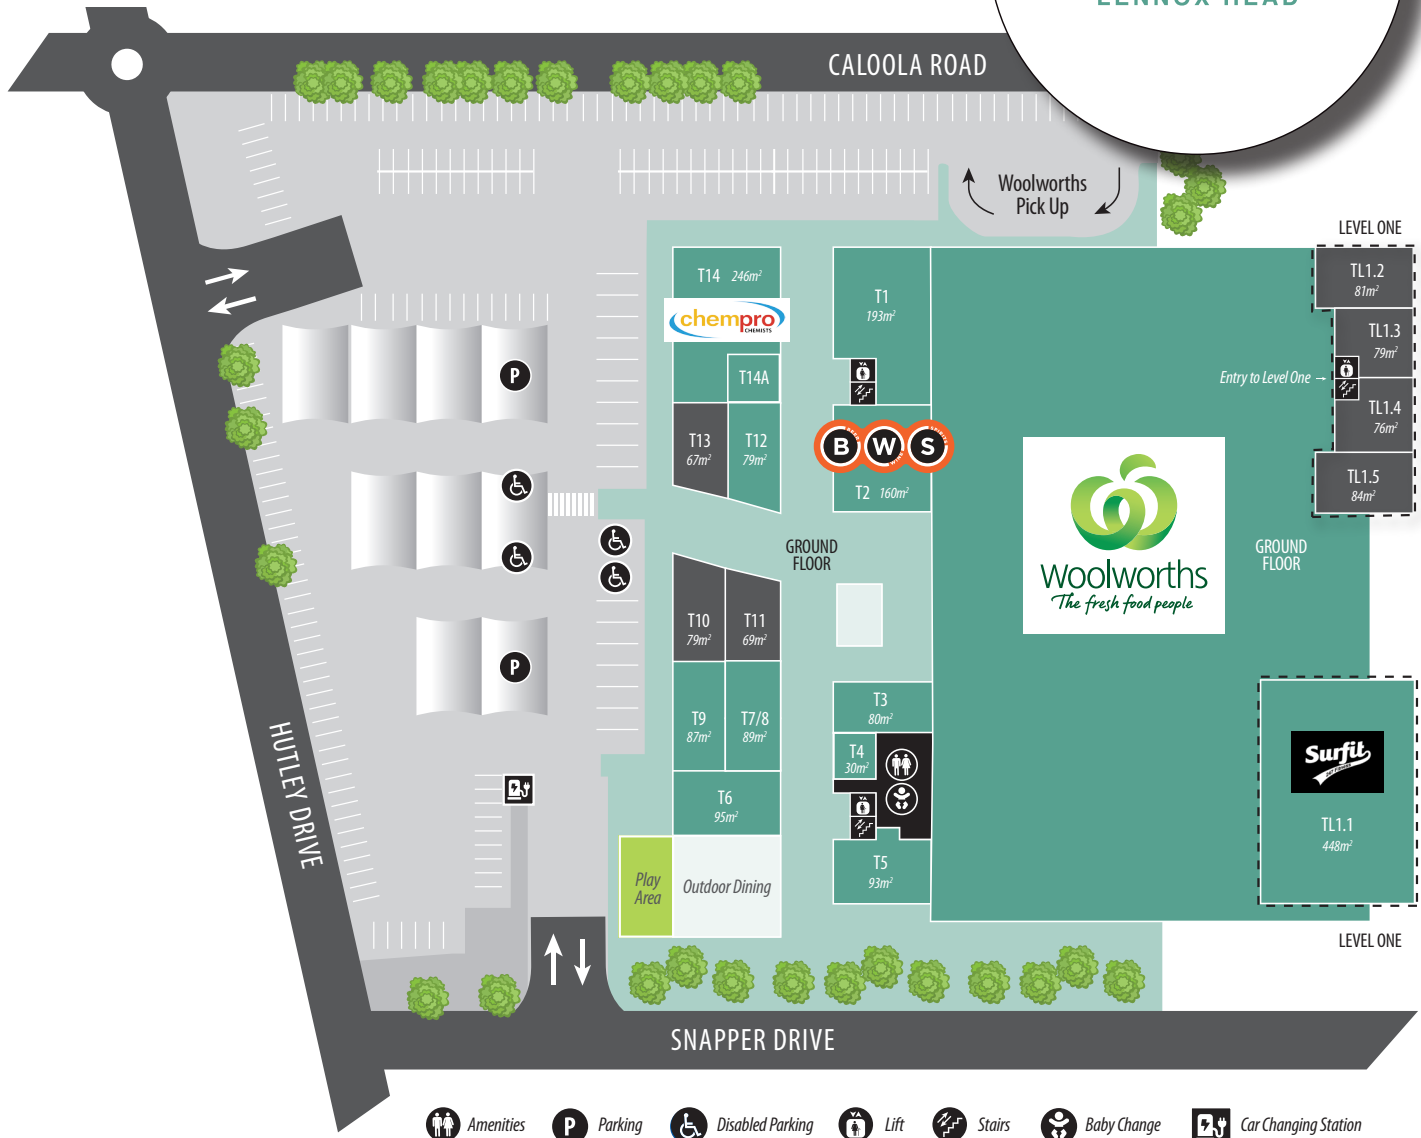 LENNOX HEAD
CALOOLA ROAD
Woolworths
Pick Up
LEVEL ONE
T14 246m²
chempro
CHEMISTS
T14A
T13
67m²
T12
79m²
T1
193m²
BWS
T2 160m²
TL1.2
81m²
TL1.3
79m²
Entry to Level One →
TL1.4
76m²
TL1.5
84m²
P
GROUND
FLOOR
Woolworths
The fresh food people
GROUND
FLOOR
T10
79m²
T11
69m²
P
T9
87m²
T7/8
89m²
T3
80m²
T4
30m²
T6
95m²
T5
93m²
Surfit
TL1.1
448m²
HUTLEY DRIVE
Play
Area
Outdoor Dining
LEVEL ONE
SNAPPER DRIVE
Amenities
P Parking
Disabled Parking
Lift
Stairs
Baby Change
Car Changing Station